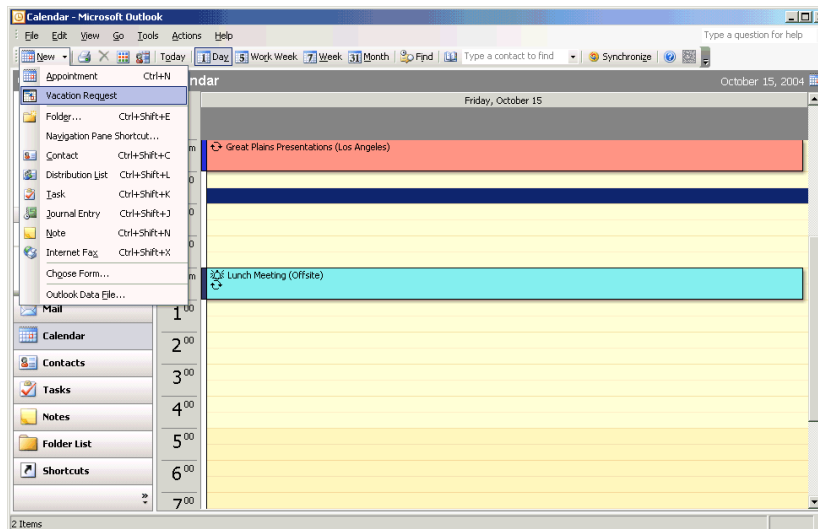 Calendar - Microsoft Outlook
File Edit View Go Tools Actions Help Type a question for help
New Today 1 Day 5 Work Week 7 Week 31 Month Find Type a contact to find Synchronize
dar October 15, 2004
Appointment Ctrl+N
Vacation Request
Folder... Ctrl+Shift+E
Navigation Pane Shortcut...
Contact Ctrl+Shift+C
Distribution List Ctrl+Shift+L
Task Ctrl+Shift+K
Journal Entry Ctrl+Shift+J
Note Ctrl+Shift+N
Internet Fax Ctrl+Shift+X
Choose Form...
Outlook Data File...
Friday, October 15
Great Plains Presentations (Los Angeles)
Lunch Meeting (Offsite)
Mail
Calendar
Contacts
Tasks
Notes
Folder List
Shortcuts
1 00
2 00
3 00
4 00
5 00
6 00
7 00
2 Items